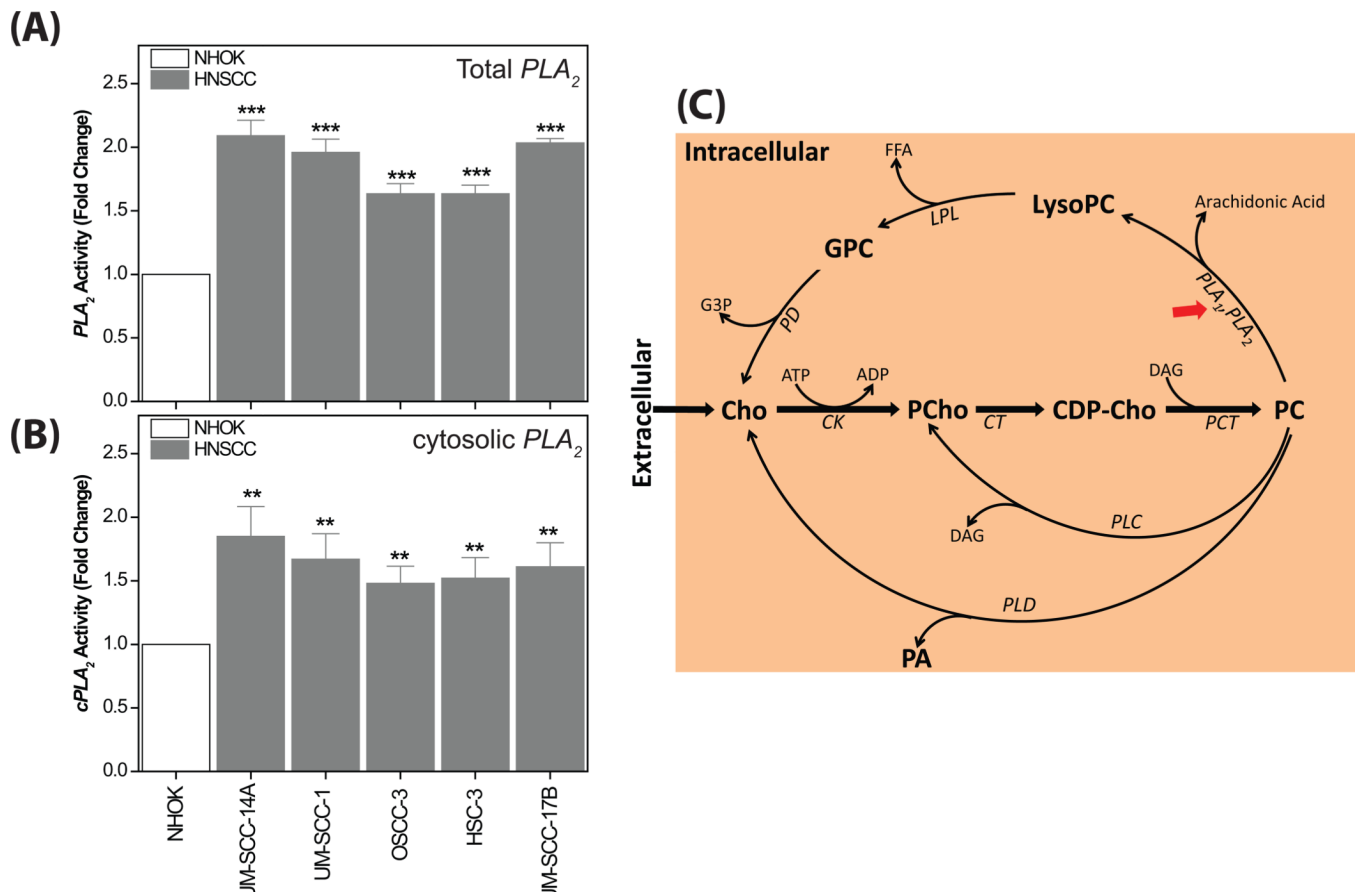 (A)
NHOK
HNSCC
Total PLA2
PLA2 Activity (Fold Change)
2.5
2.0
1.5
1.0
0.5
0.0
*** *** *** *** ***
(B)
NHOK
HNSCC
cytosolic PLA2
cPLA2 Activity (Fold Change)
2.5
2.0
1.5
1.0
0.5
0.0
** ** ** ** **
NHOK
UM-SCC-14A
UM-SCC-1
OSCC-3
HSC-3
UM-SCC-17B
(C)
Intracellular
Extracellular
FFA
LPL
LysoPC
Arachidonic Acid
GPC
PLA1, PLA2
G3P
PD
ATP
ADP
DAG
Cho
CK
PCho
CT
CDP-Cho
PCT
PC
DAG
PLC
PLD
PA